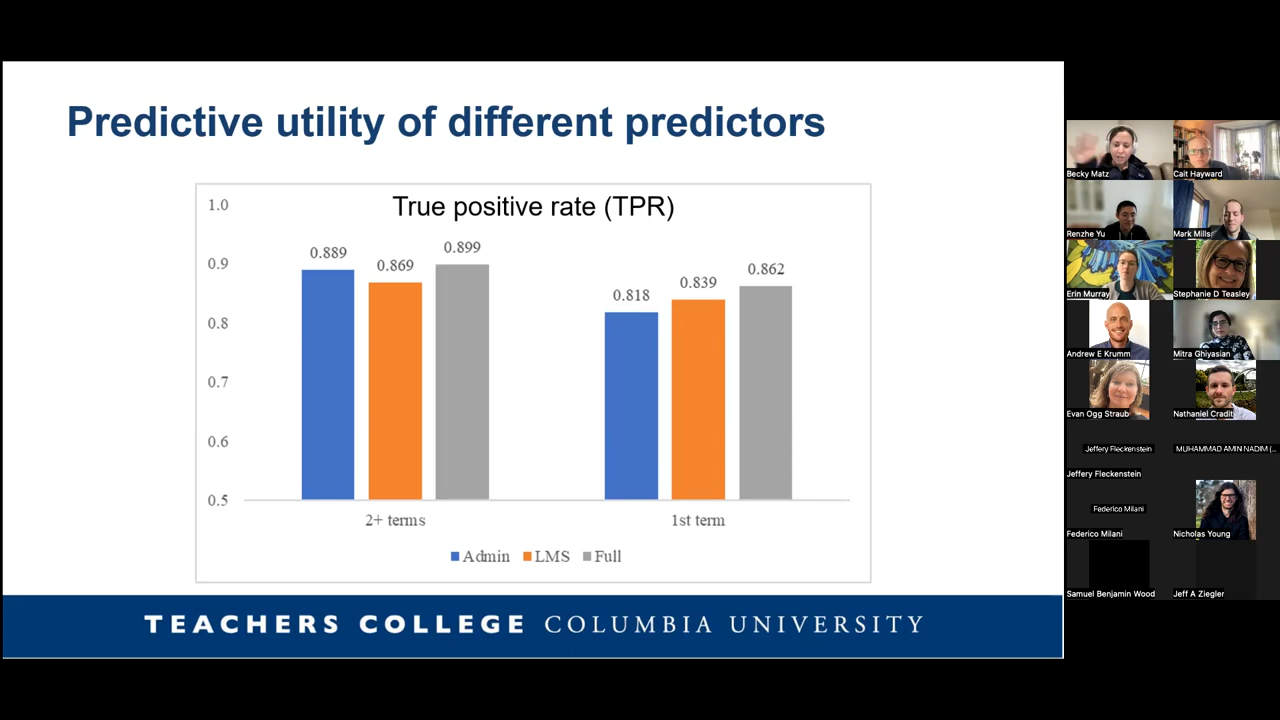 Predictive utility of different predictors
True positive rate (TPR)
1.0
0.9
0.8
0.7
0.6
0.5
0.889
0.869
0.899
0.818
0.839
0.862
2+ terms
1st term
Admin LMS Full
TEACHERS COLLEGE COLUMBIA UNIVERSITY
Becky Matz
Cait Hayward
Renzhe Yu
Mark Mills
Erin Murray
Stephanie D Teasley
Andrew E Krumm
Mitra Ghiyasian
Evan Ogg Straub
Nathaniel Cradit
Jeffery Fleckenstein
MUHAMMAD AMIN NADIM (...
Jeffery Fleckenstein
Federico Milani
Federico Milani
Nicholas Young
Samuel Benjamin Wood
Jeff A Ziegler